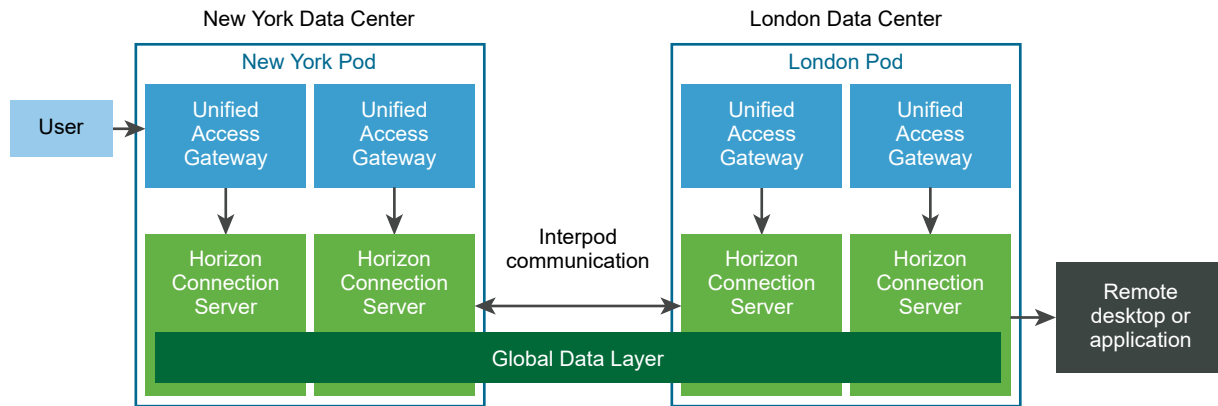 New York Data Center
London Data Center
New York Pod
London Pod
User
Unified
Access
Gateway
Unified
Access
Gateway
Unified
Access
Gateway
Unified
Access
Gateway
Interpod
communication
Horizon
Connection
Server
Horizon
Connection
Server
Horizon
Connection
Server
Horizon
Connection
Server
Remote
desktop or
application
Global Data Layer